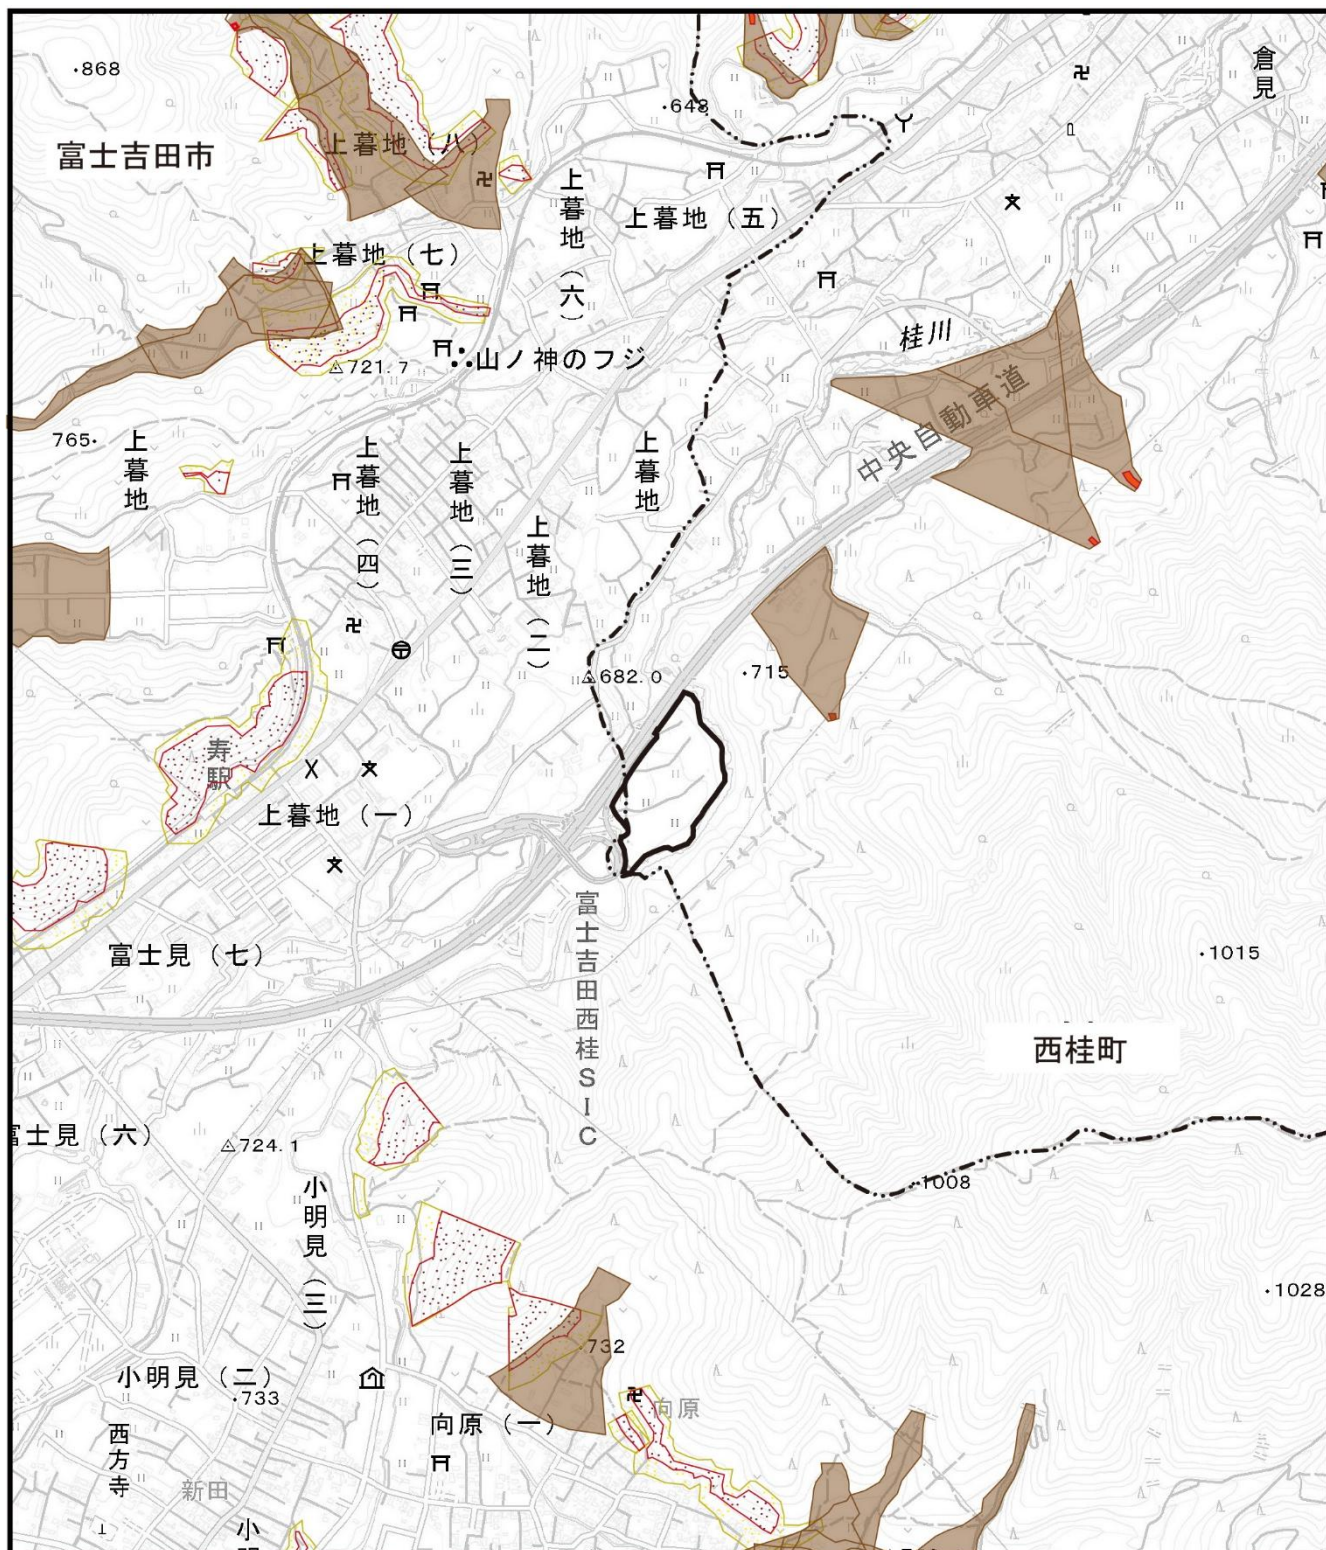 868
富士吉田市
上暮地（八）
648
倉見
上暮地（六）
上暮地（五）
上暮地（七）
桂川
山ノ神のフジ
721.7
中央自動車道
765
上暮地
上暮地（四）
上暮地（三）
上暮地
上暮地（二）
682.0
715
寿駅
上暮地（一）
富士吉田西桂SIC
富士見（七）
1015
西桂町
富士見（六）
724.1
小明見（三）
1008
1028
732
小明見（二）
733
向原（一）
向原
西方寺
新田